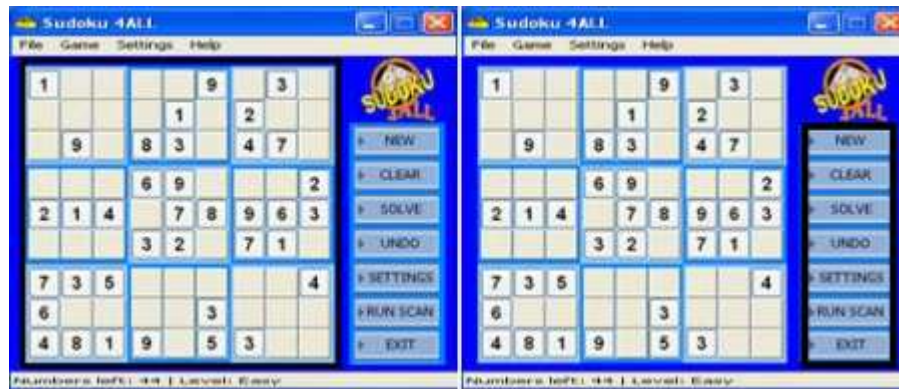 Sudoku 4ALL
File Game Settings Help
1 9 3
1 2
9 8 3 4 7
6 9 2
2 1 4 7 8 9 6 3
3 2 7 1
7 3 5 4
6 3
4 8 1 9 5 3
SUDOKU
4ALL
NEW
CLEAR
SOLVE
UNDO
SETTINGS
RUN SCAN
EXIT
Numbers left: 44 | Level: Easy
Sudoku 4ALL
File Game Settings Help
1 9 3
1 2
9 8 3 4 7
6 9 2
2 1 4 7 8 9 6 3
3 2 7 1
7 3 5 4
6 3
4 8 1 9 5 3
SUDOKU
4ALL
NEW
CLEAR
SOLVE
UNDO
SETTINGS
RUN SCAN
EXIT
Numbers left: 44 | Level: Easy